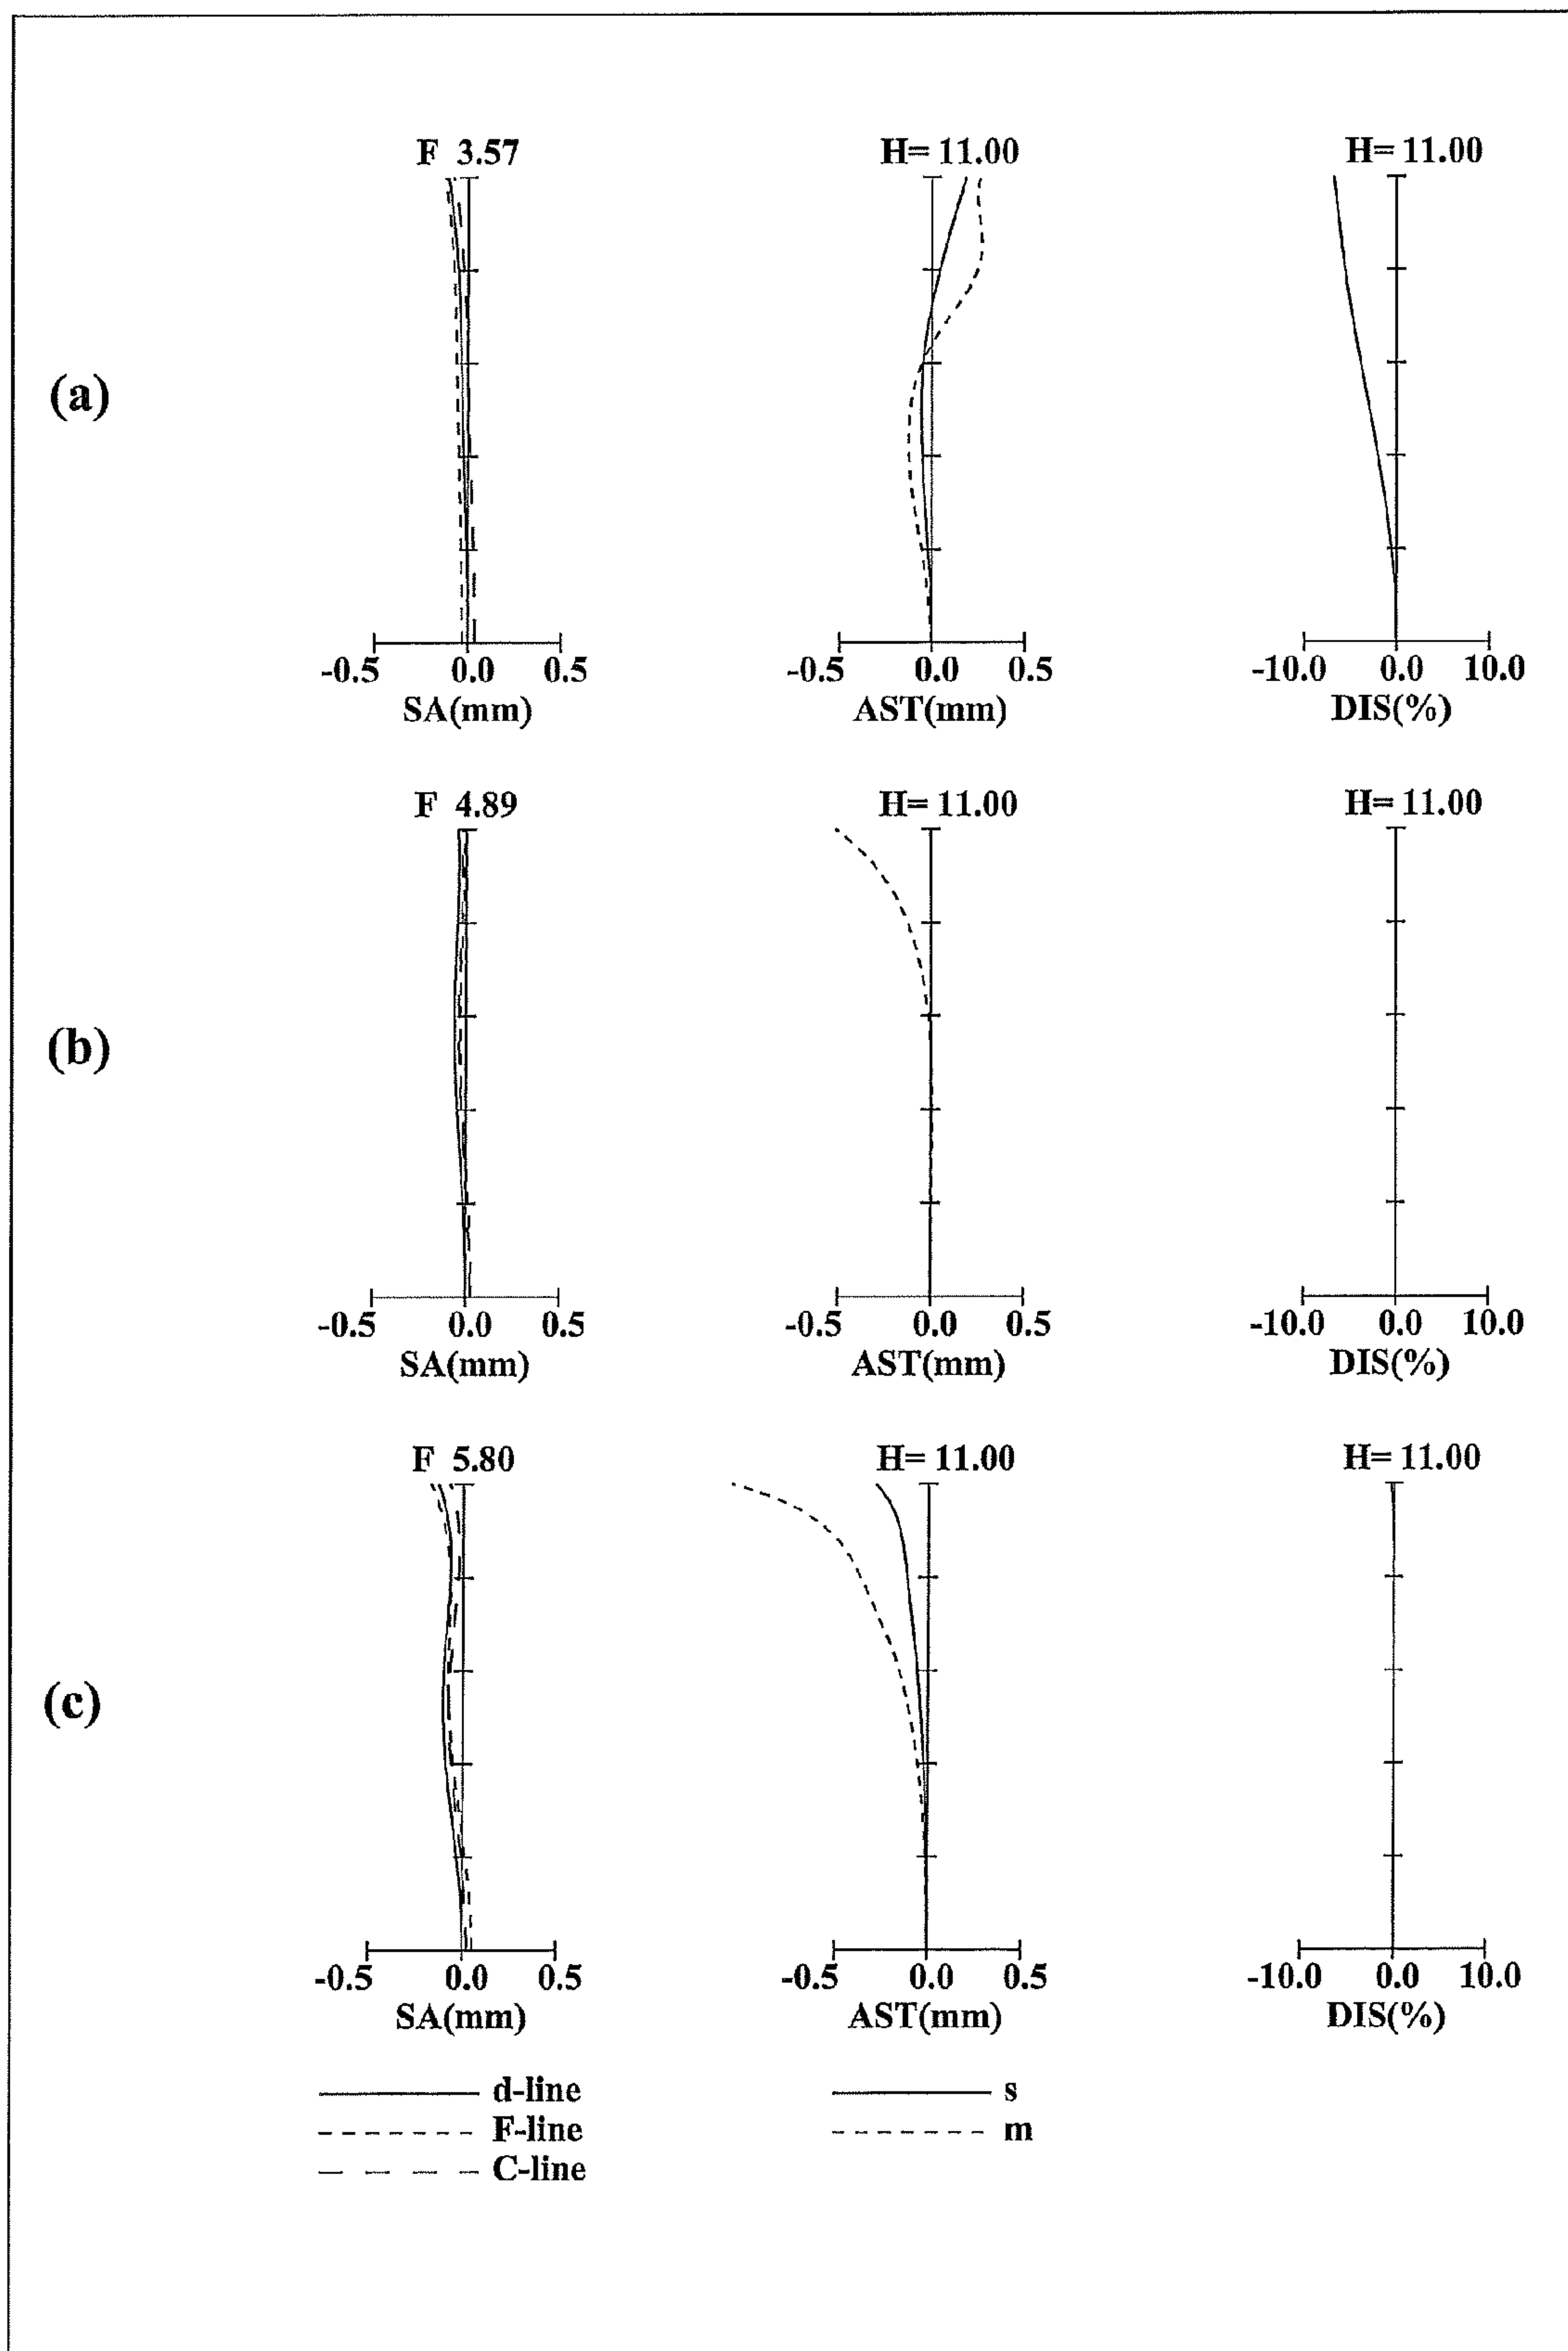 F 3.57 H= 11.00 H= 11.00
(a)
-0.5 0.0 0.5 -0.5 0.0 0.5 -10.0 0.0 10.0
SA(mm) AST(mm) DIS(%)
F 4.89 H= 11.00 H= 11.00
(b)
-0.5 0.0 0.5 -0.5 0.0 0.5 -10.0 0.0 10.0
SA(mm) AST(mm) DIS(%)
F 5.80 H= 11.00 H= 11.00
(c)
-0.5 0.0 0.5 -0.5 0.0 0.5 -10.0 0.0 10.0
SA(mm) AST(mm) DIS(%)
d-line s
F-line m
C-line